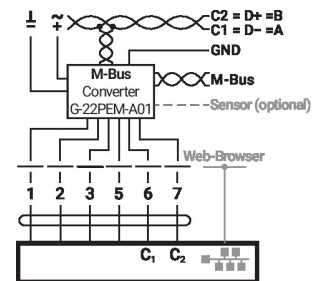 C2 = D+ =B
C1 = D– =A
GND
M-Bus
Converter
G-22PEM-A01
M-Bus
Sensor (optional)
Web-Browser
1 2 3 5 6 7
C1 C2